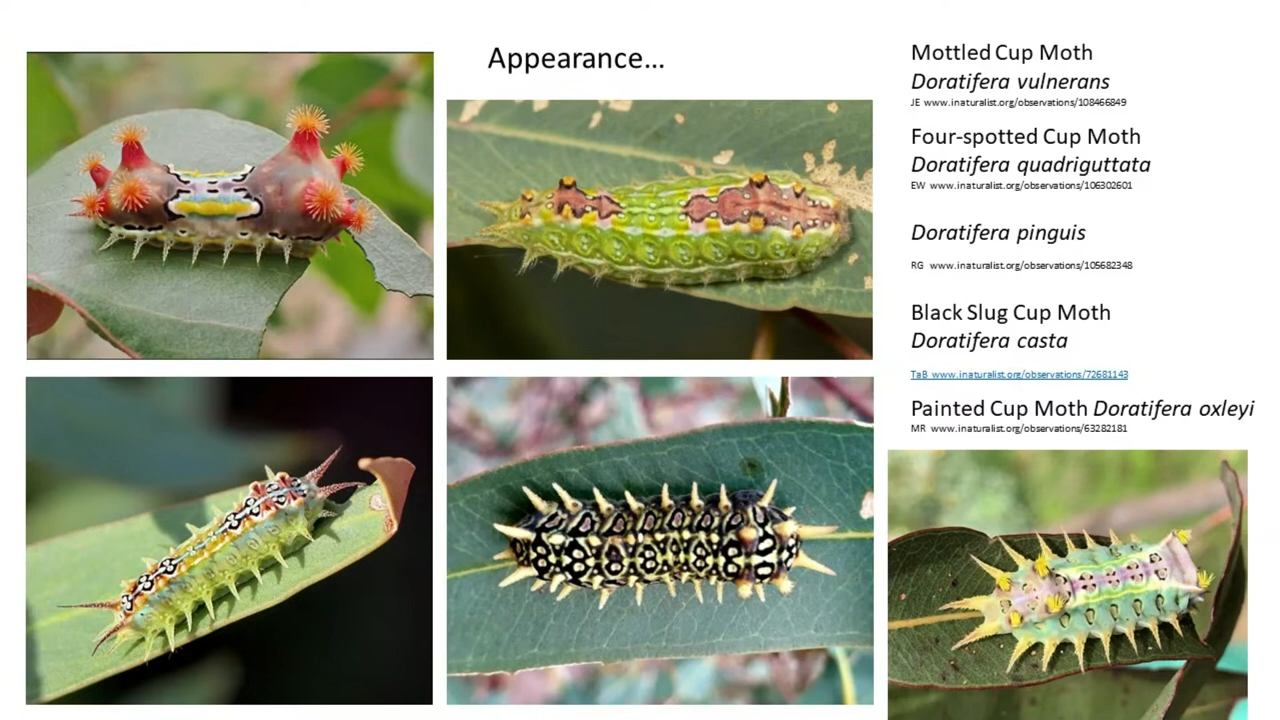 Appearance…
Mottled Cup Moth
Doratifera vulnerans
JE www.inaturalist.org/observations/108466849
Four-spotted Cup Moth
Doratifera quadriguttata
EW www.inaturalist.org/observations/106302601
Doratifera pinguis
RG www.inaturalist.org/observations/105682348
Black Slug Cup Moth
Doratifera casta
TaB www.inaturalist.org/observations/72681143
Painted Cup Moth Doratifera oxleyi
MR www.inaturalist.org/observations/63282181